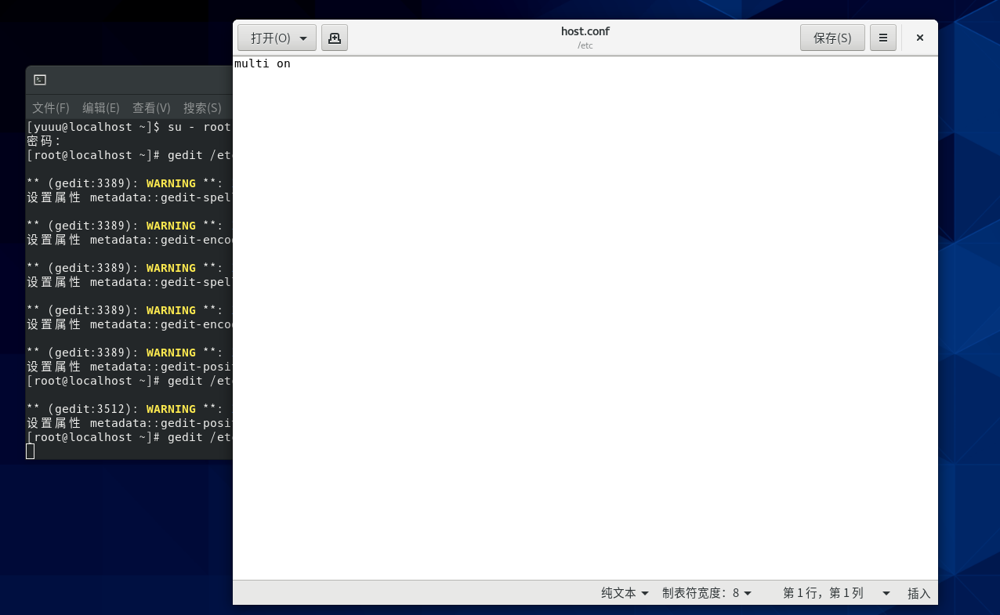 打开(O)
host.conf
/etc
保存(S)
multi on
文件(F) 编辑(E) 查看(V) 搜索(S)
[yuuu@localhost ~]$ su - root
密码：
[root@localhost ~]# gedit /etc
** (gedit:3389): WARNING **:
设置属性 metadata::gedit-spell
** (gedit:3389): WARNING **:
设置属性 metadata::gedit-enco
** (gedit:3389): WARNING **:
设置属性 metadata::gedit-spell
** (gedit:3389): WARNING **:
设置属性 metadata::gedit-enco
** (gedit:3389): WARNING **:
设置属性 metadata::gedit-posi
[root@localhost ~]# gedit /etc
** (gedit:3512): WARNING **:
设置属性 metadata::gedit-posi
[root@localhost ~]# gedit /etc
纯文本 制表符宽度：8 第 1 行，第 1 列 插入